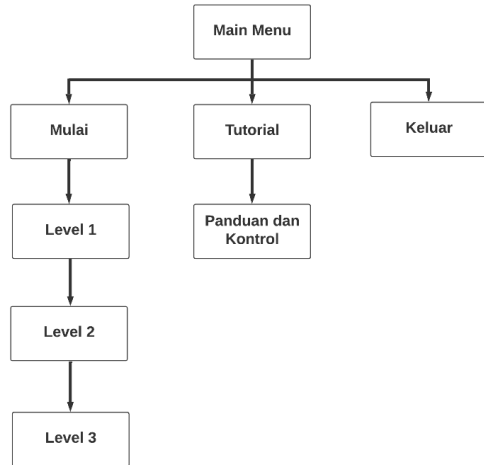 Main Menu
Mulai
Tutorial
Keluar
Level 1
Panduan dan
Kontrol
Level 2
Level 3